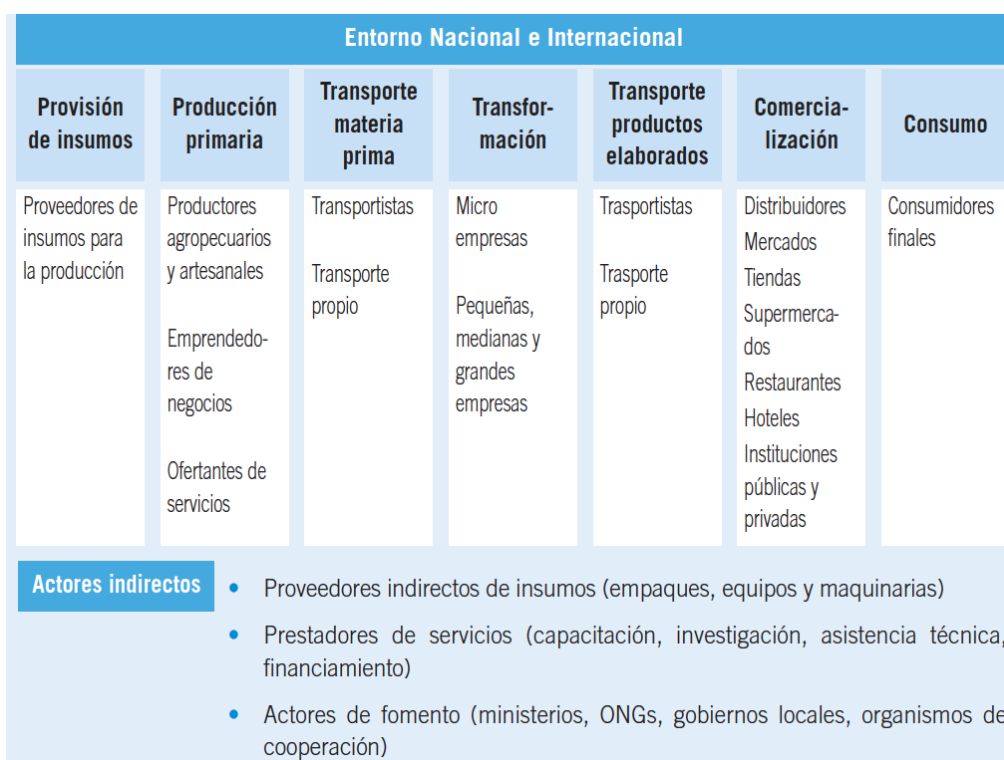 Entorno Nacional e Internacional
Provisión
de insumos
Producción
primaria
Transporte
materia
prima
Transfor-
mación
Transporte
productos
elaborados
Comercia-
lización
Consumo
Proveedores de
insumos para
la producción
Productores
agropecuarios
y artesanales
Emprendedo-
res de
negocios
Ofertantes de
servicios
Transportistas
Transporte
propio
Micro
empresas
Pequeñas,
medianas y
grandes
empresas
Trasportistas
Trasporte
propio
Distribuidores
Mercados
Tiendas
Supermerca-
dos
Restaurantes
Hoteles
Instituciones
públicas y
privadas
Consumidores
finales
Actores indirectos
• Proveedores indirectos de insumos (empaques, equipos y maquinarias)
• Prestadores de servicios (capacitación, investigación, asistencia técnica,
financiamiento)
• Actores de fomento (ministerios, ONGs, gobiernos locales, organismos de
cooperación)